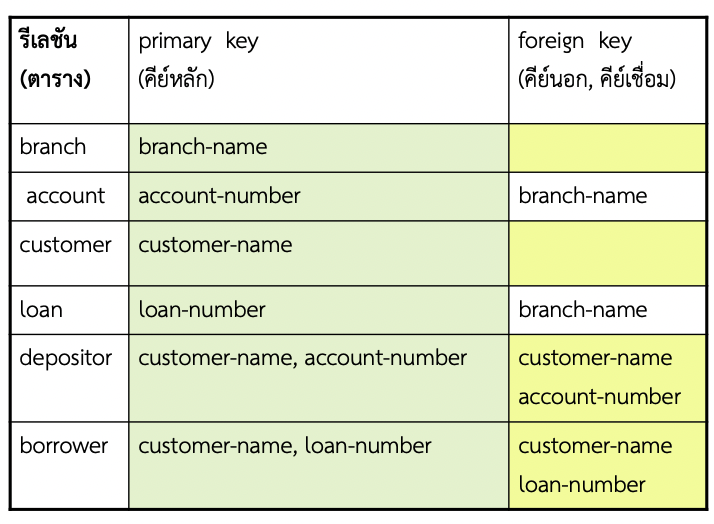 รีเลชัน primary key foreign key
(ตาราง) (คีย์หลัก) (คีย์นอก, คีย์เชื่อม)
branch branch-name
account account-number branch-name
customer customer-name
loan loan-number branch-name
depositor customer-name, account-number customer-name
account-number
borrower customer-name, loan-number customer-name
loan-number